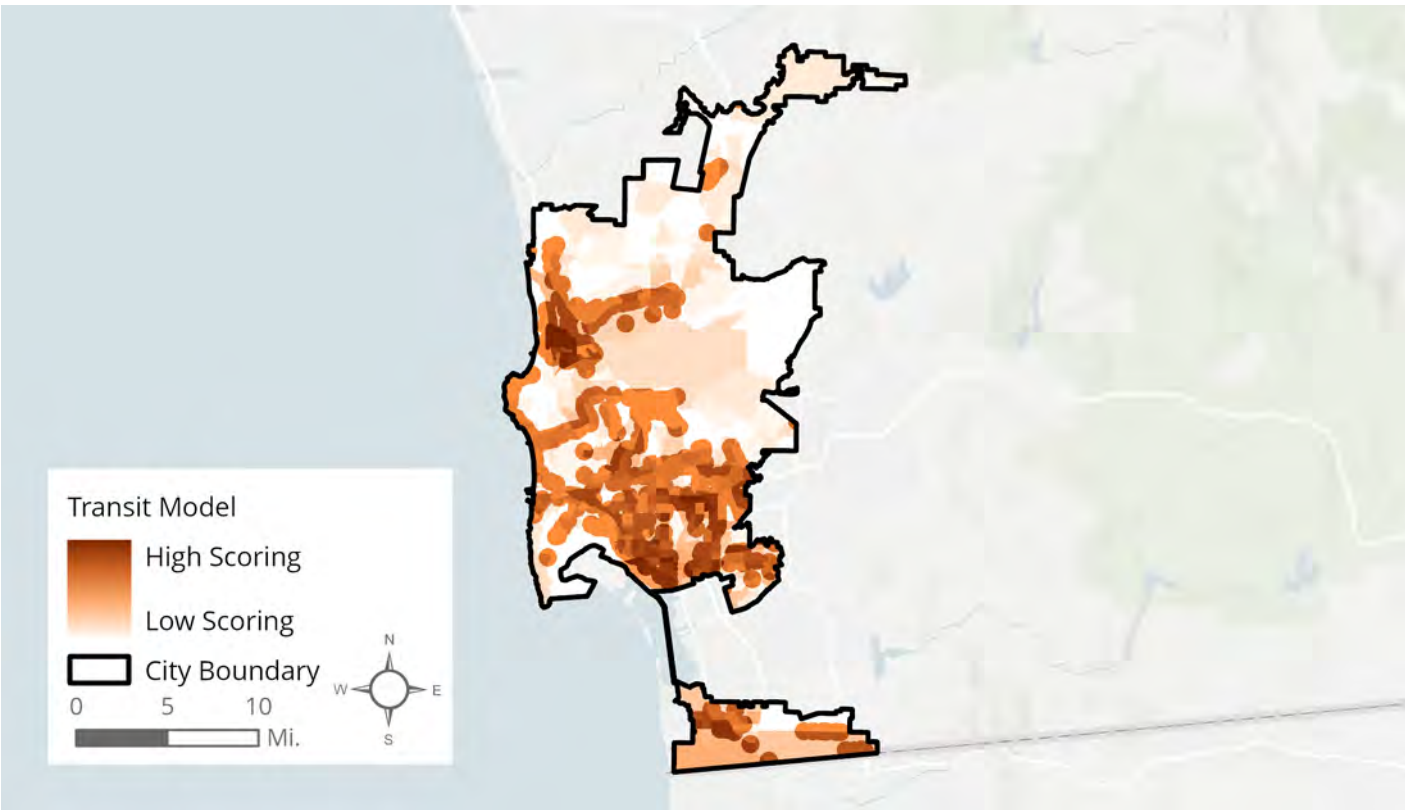 Transit Model
High Scoring
Low Scoring
City Boundary
0 5 10
Mi.
N
W E
S